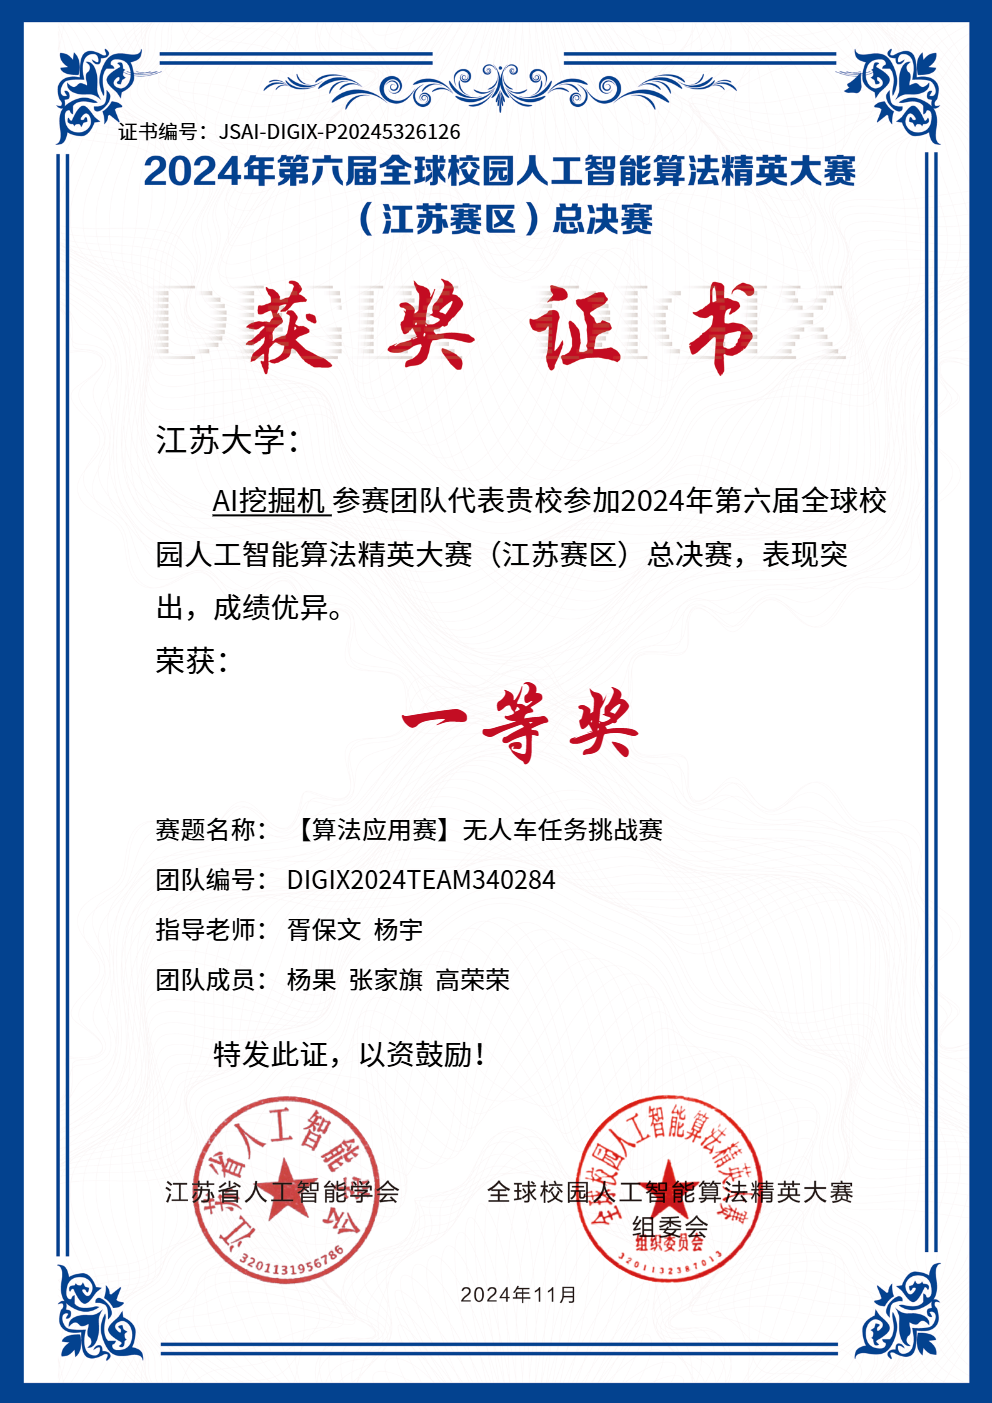 证书编号：JSAI-DIGIX-P20245326126
2024年第六届全球校园人工智能算法精英大赛
（江苏赛区）总决赛
DIGIX DIGIX
获奖证书
江苏大学：
AI挖掘机 参赛团队代表贵校参加2024年第六届全球校
园人工智能算法精英大赛（江苏赛区）总决赛，表现突
出，成绩优异。
荣获：
一等奖
赛题名称： 【算法应用赛】无人车任务挑战赛
团队编号： DIGIX2024TEAM340284
指导老师： 胥保文 杨宇
团队成员： 杨果 张家旗 高荣荣
特发此证，以资鼓励！
江苏省人工智能学会
江苏省人工智能学会
3201131956786
全球校园人工智能算法精英大赛
组委会
全球校园人工智能算法精英大赛
组织委员会
3201132387013
2024年11月